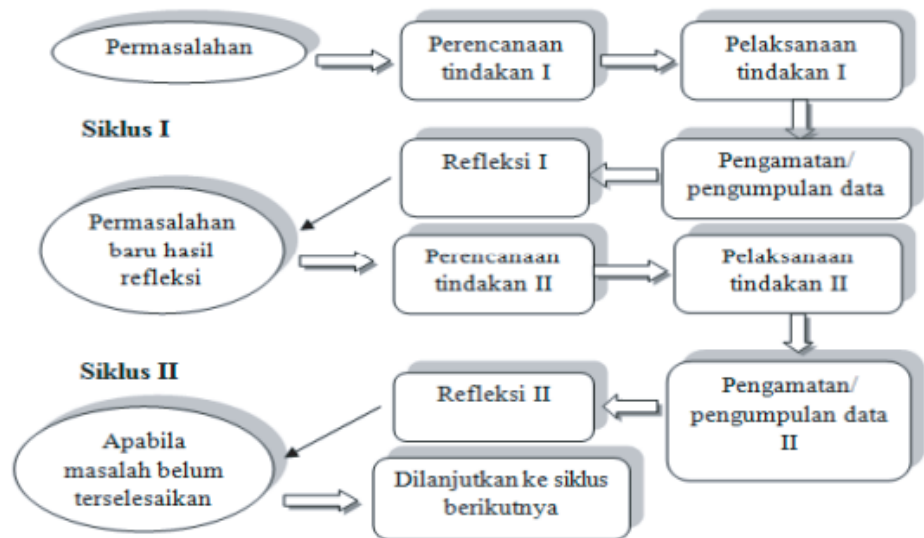 Permasalahan
Perencanaan
tindakan I
Pelaksanaan
tindakan I
Siklus I
Refleksi I
Pengamatan/
pengumpulan data
Permasalahan
baru hasil
refleksi
Perencanaan
tindakan II
Pelaksanaan
tindakan II
Siklus II
Refleksi II
Pengamatan/
pengumpulan data
II
Apabila
masalah belum
terselesaikan
Dilanjutkan ke siklus
berikutnya